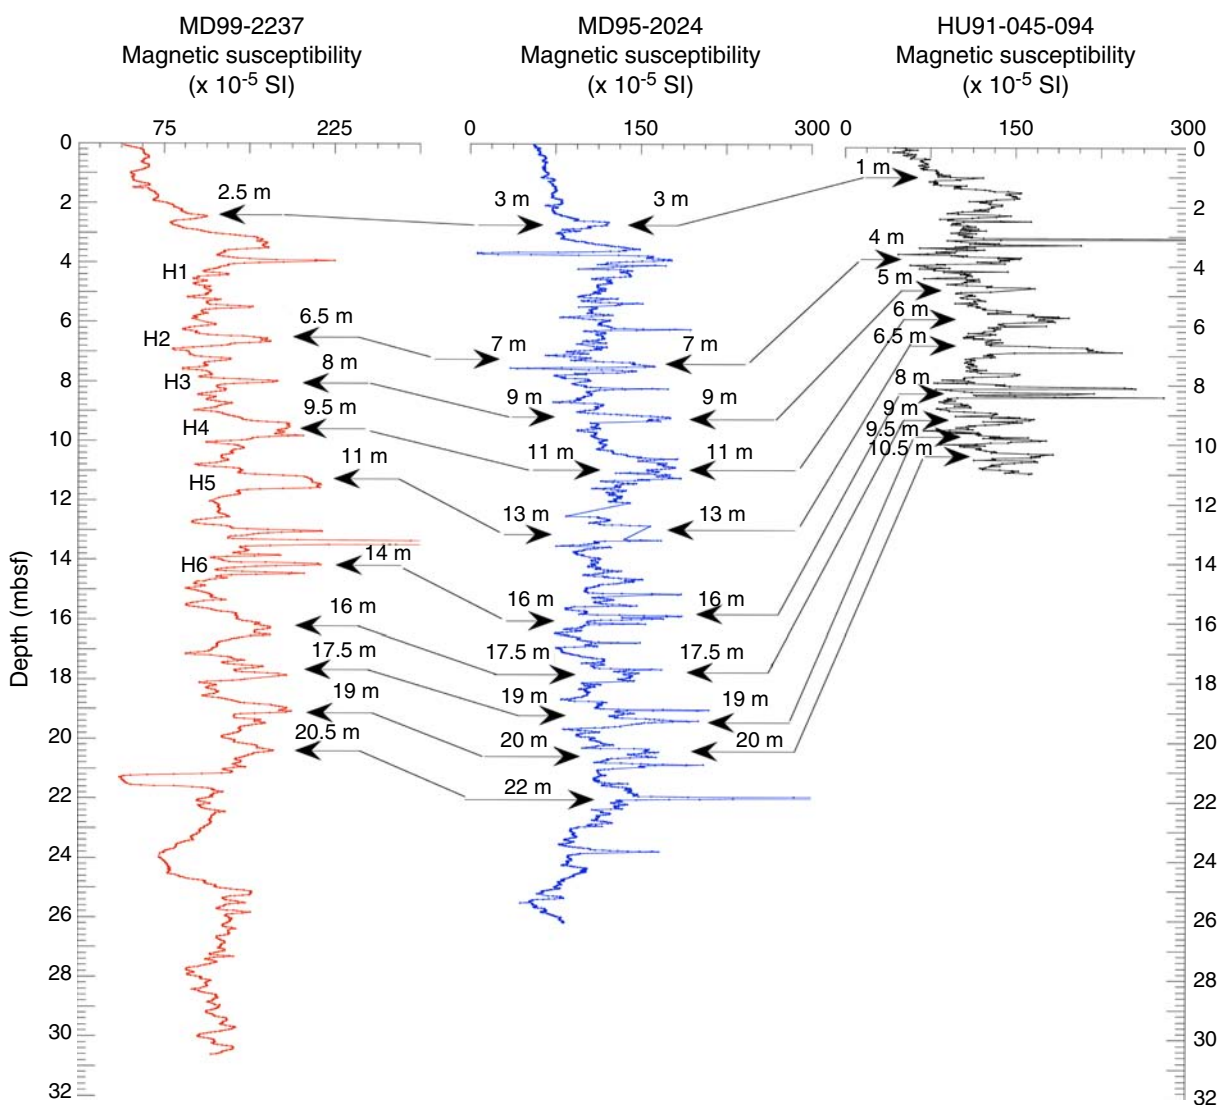 MD99-2237
Magnetic susceptibility
(x 10-5 SI)
MD95-2024
Magnetic susceptibility
(x 10-5 SI)
HU91-045-094
Magnetic susceptibility
(x 10-5 SI)
75 225
0 150 300
0 150 300
Depth (mbsf)
0
2
4
6
8
10
12
14
16
18
20
22
24
26
28
30
32
H1
H2
H3
H4
H5
H6
2.5 m
6.5 m
8 m
9.5 m
11 m
14 m
16 m
17.5 m
19 m
20.5 m
3 m
7 m
9 m
11 m
13 m
16 m
17.5 m
19 m
20 m
22 m
3 m
7 m
9 m
11 m
13 m
16 m
17.5 m
19 m
20 m
1 m
4 m
5 m
6 m
6.5 m
8 m
9 m
9.5 m
10.5 m
0
2
4
6
8
10
12
14
16
18
20
22
24
26
28
30
32